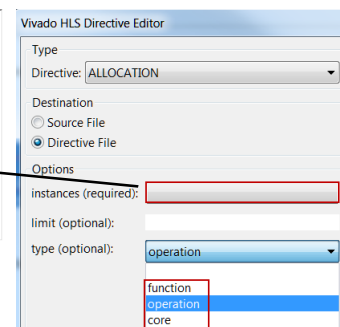 Vivado HLS Directive Editor
Type
Directive: ALLOCATION
Destination
Source File
Directive File
Options
instances (required):
limit (optional):
type (optional): operation
function
operation
core